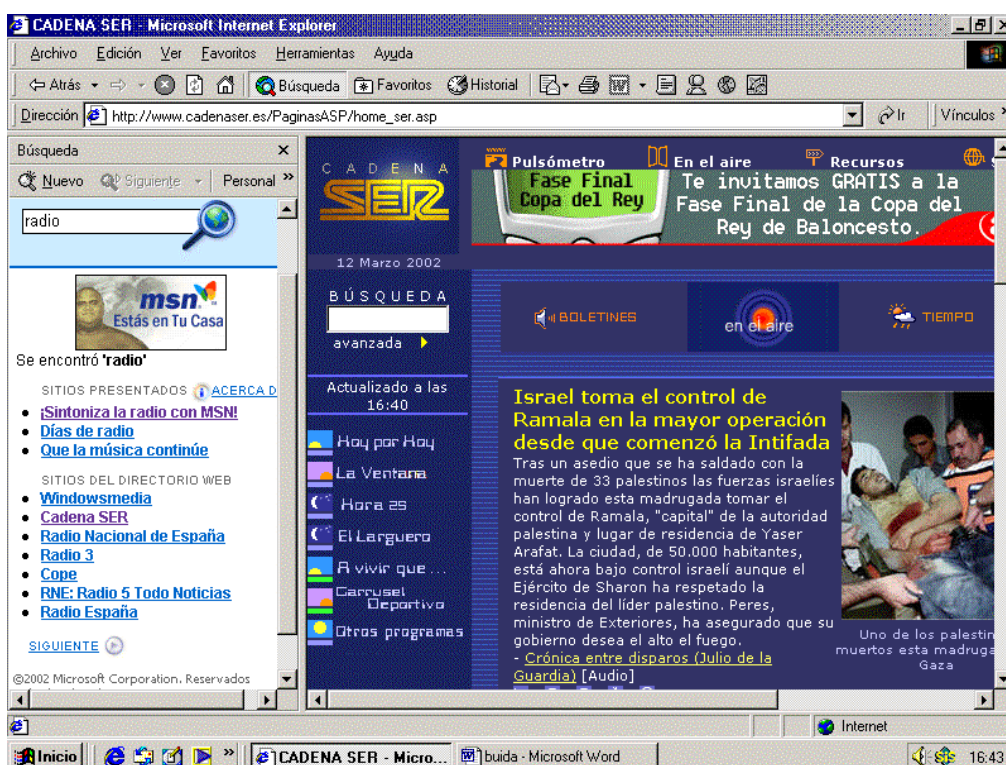 CADENA SER - Microsoft Internet Explorer
Archivo Edición Ver Favoritos Herramientas Ayuda
Atrás Búsqueda Favoritos Historial
Dirección http://www.cadenaser.es/PaginasASP/home_ser.asp Ir Vínculos
Búsqueda
Nuevo Siguiente Personal
radio
msn
Estás en Tu Casa
Se encontró 'radio'
SITIOS PRESENTADOS ACERCA D
¡Sintoniza la radio con MSN!
Días de radio
Que la música continúe
SITIOS DEL DIRECTORIO WEB
Windowsmedia
Cadena SER
Radio Nacional de España
Radio 3
Cope
RNE: Radio 5 Todo Noticias
Radio España
SIGUIENTE
©2002 Microsoft Corporation. Reservados
CADENA
SER
12 Marzo 2002
BÚSQUEDA
avanzada
Actualizado a las
16:40
Hoy por Hoy
La Ventana
Hora 25
El Larguero
A vivir que ...
Carrusel
Deportivo
Otros programas
Pulsómetro En el aire Recursos
Fase Final
Copa del Rey
Te invitamos GRATIS a la
Fase Final de la Copa del
Rey de Baloncesto.
BOLETINES en el aire TIEMPO
Israel toma el control de
Ramala en la mayor operación
desde que comenzó la Intifada
Tras un asedio que se ha saldado con la
muerte de 33 palestinos las fuerzas israelíes
han logrado esta madrugada tomar el
control de Ramala, "capital" de la autoridad
palestina y lugar de residencia de Yaser
Arafat. La ciudad, de 50.000 habitantes,
está ahora bajo control israelí aunque el
Ejército de Sharon ha respetado la
residencia del líder palestino. Peres,
ministro de Exteriores, ha asegurado que su
gobierno desea el alto el fuego.
- Crónica entre disparos (Julio de la
Guardia) [Audio]
Uno de los palestin
muertos esta madruga
Gaza
Internet
Inicio CADENA SER - Micro... buida - Microsoft Word 16:43